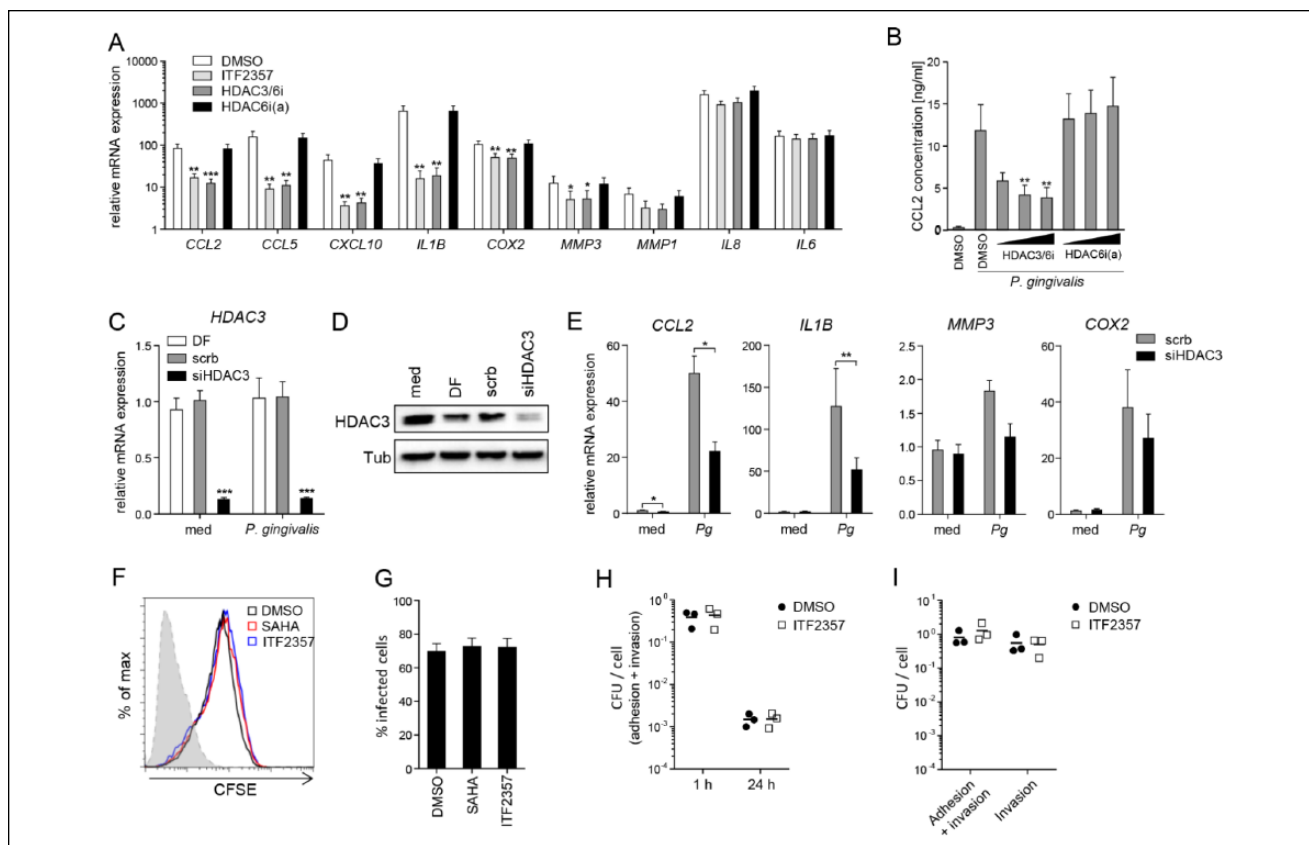 A
DMSO
ITF2357
HDAC3/6i
HDAC6i(a)
relative mRNA expression
10000
1000
100
10
1
** ***
** **
** **
** **
** **
* *
CCL2 CCL5 CXCL10 IL1B COX2 MMP3 MMP1 IL8 IL6
B
CCL2 concentration [ng/ml]
20
15
10
5
0
** **
DMSO DMSO HDAC3/6i HDAC6i(a)
P. gingivalis
C
HDAC3
DF
scrb
siHDAC3
relative mRNA expression
1.5
1.0
0.5
0.0
*** ***
med P. gingivalis
D
med DF scrb siHDAC3
HDAC3
Tub
E
CCL2 IL1B MMP3 COX2
scrb
siHDAC3
relative mRNA expression
60
40
20
0
* *
med Pg
200
150
100
50
0
**
med Pg
2.5
2.0
1.5
1.0
0.5
0.0
med Pg
60
40
20
0
med Pg
F
DMSO
SAHA
ITF2357
% of max
CFSE
G
% infected cells
100
80
60
40
20
0
DMSO SAHA ITF2357
H
DMSO
ITF2357
CFU / cell
(adhesion + invasion)
10⁰
10⁻¹
10⁻²
10⁻³
10⁻⁴
1 h 24 h
I
DMSO
ITF2357
CFU / cell
10²
10¹
10⁰
10⁻¹
10⁻²
10⁻³
10⁻⁴
Adhesion
+ invasion
Invasion